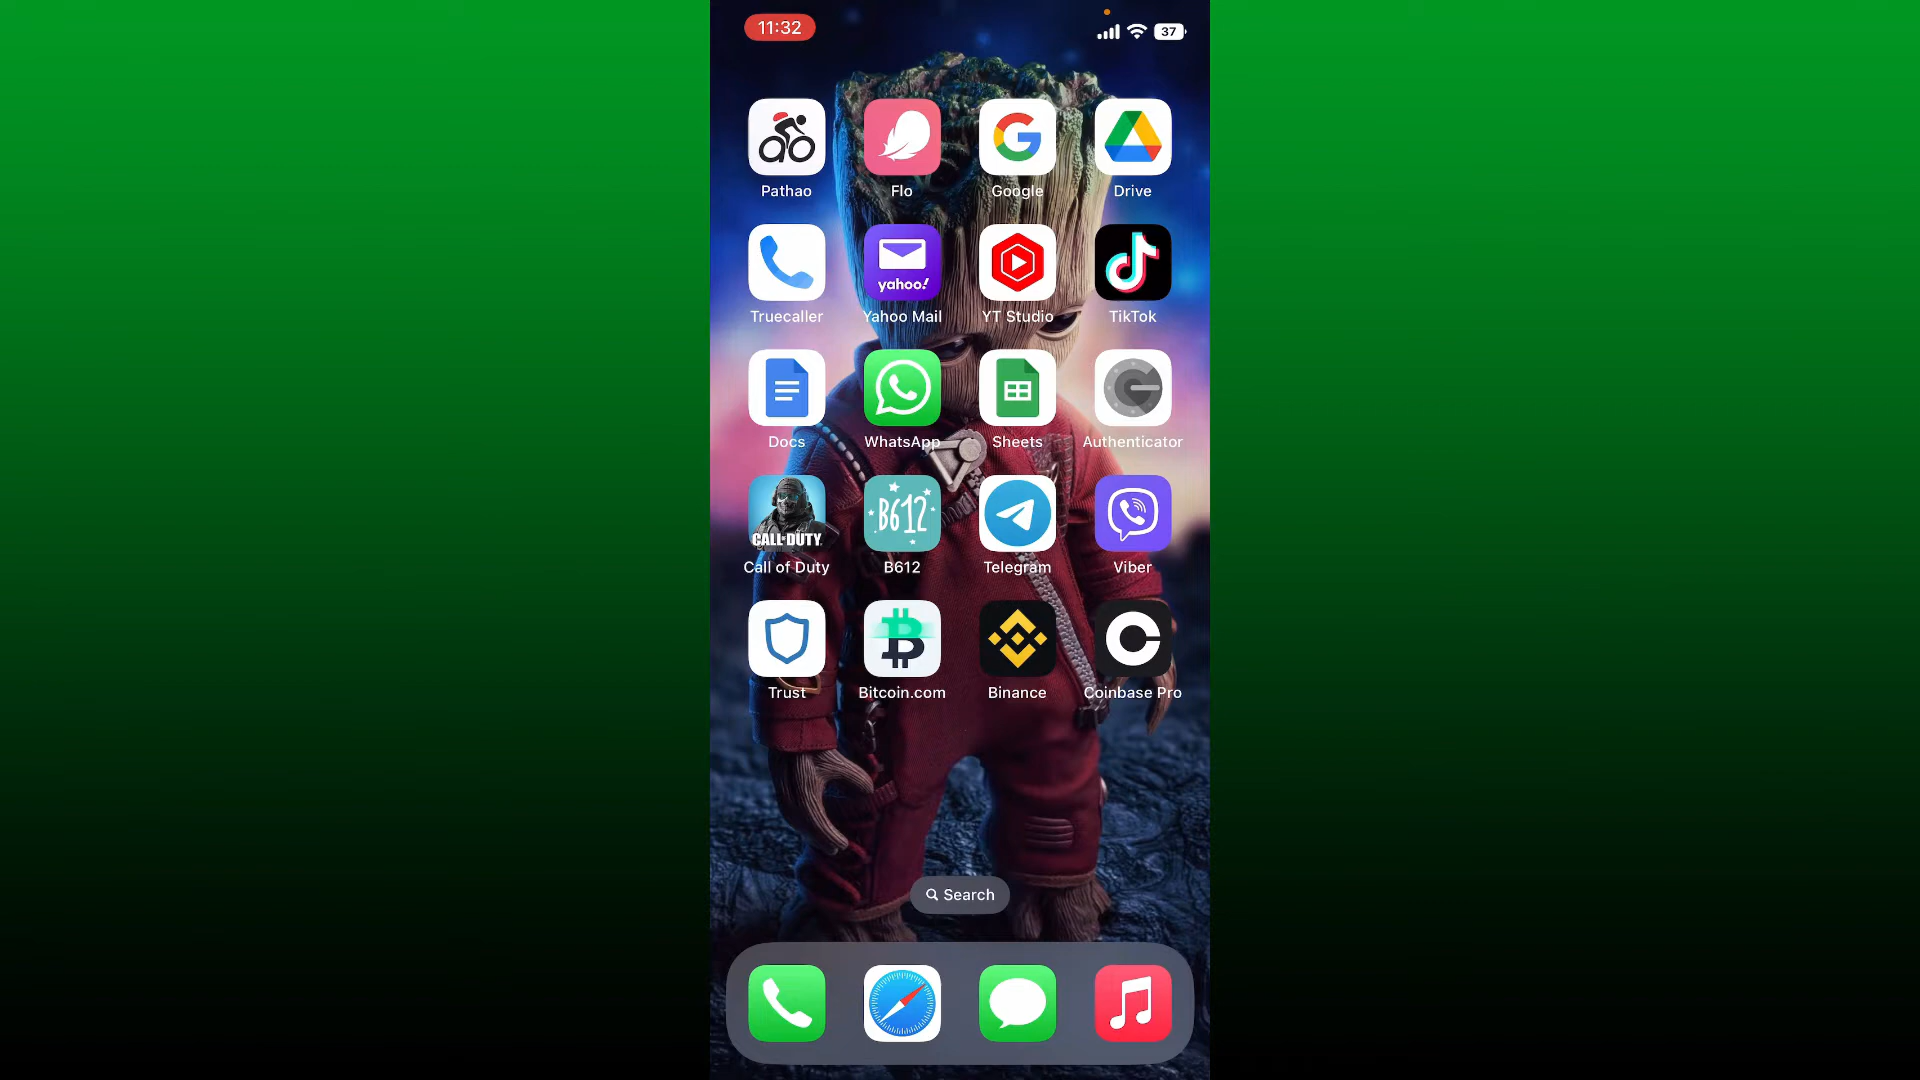 11:32
37
Pathao Flo Google Drive
yahoo!
Truecaller Yahoo Mail YT Studio TikTok
Docs WhatsApp Sheets Authenticator
CALL OF DUTY
B612
Call of Duty B612 Telegram Viber
Trust Bitcoin.com Binance Coinbase Pro
Search